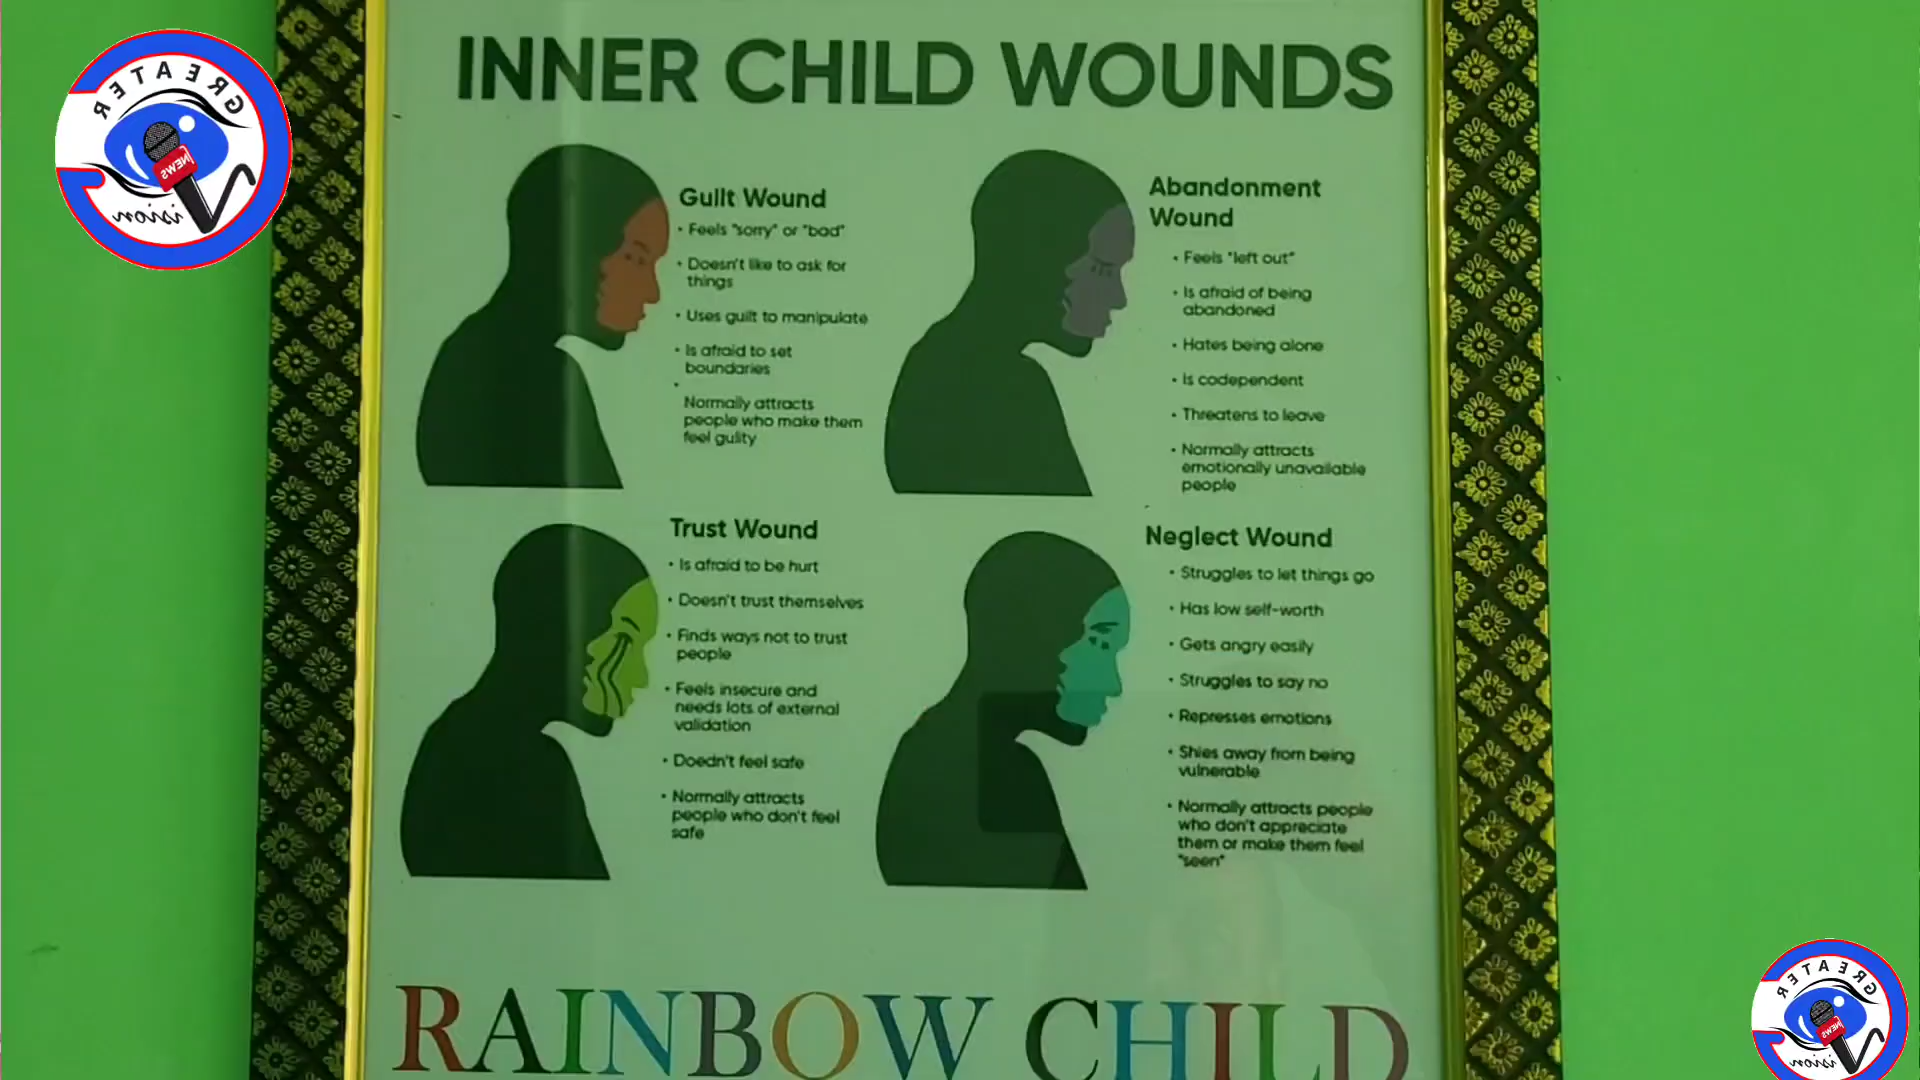 INNER CHILD WOUNDS
Guilt Wound
• Feels "sorry" or "bad"
• Doesn't like to ask for
things
• Uses guilt to manipulate
• Is afraid to set
boundaries
•
Normally attracts
people who make them
feel gulity
Abandonment
Wound
• Feels "left out"
• Is afraid of being
abandoned
• Hates being alone
• Is codependent
• Threatens to leave
• Normally attracts
emotionally unavailable
people
Trust Wound
• Is afraid to be hurt
• Doesn't trust themselves
• Finds ways not to trust
people
• Feels insecure and
needs lots of external
validation
• Doedn't feel safe
• Normally attracts
people who don't feel
safe
Neglect Wound
• Struggles to let things go
• Has low self-worth
• Gets angry easily
• Struggles to say no
• Represses emotions
• Shies away from being
vulnerable
• Normally attracts people
who don't appreciate
them or make them feel
"seen"
RAINBOW CHILD
GREATER
NEWS
Vision now
GREATER
NEWS
Vision now